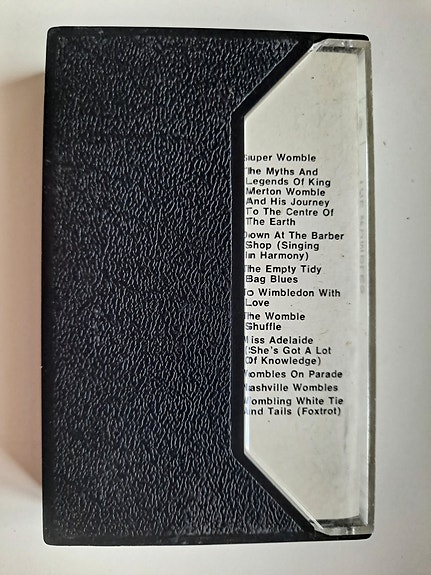 Super Womble
The Myths And
Legends Of King
Merton Womble
And His Journey
To The Centre Of
The Earth
Down At The Barber
Shop (Singing
In Harmony)
The Empty Tidy
Bag Blues
To Wimbledon With
Love
The Womble
Shuffle
Miss Adelaide
(She's Got A Lot
Of Knowledge)
Wombles On Parade
Nashville Wombles
Wombling White Tie
And Tails (Foxtrot)